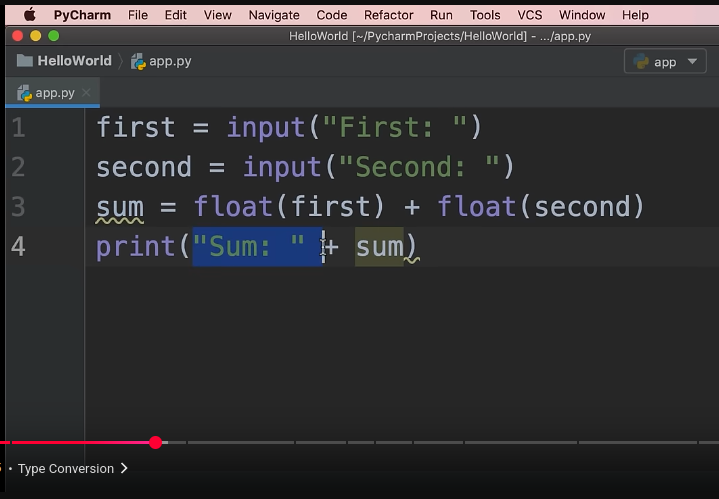 PyCharm File Edit View Navigate Code Refactor Run Tools VCS Window Help
HelloWorld [~/PycharmProjects/HelloWorld] - .../app.py
HelloWorld app.py app
app.py
1 first = input("First: ")
2 second = input("Second: ")
3 sum = float(first) + float(second)
4 print("Sum: " + sum)
• Type Conversion